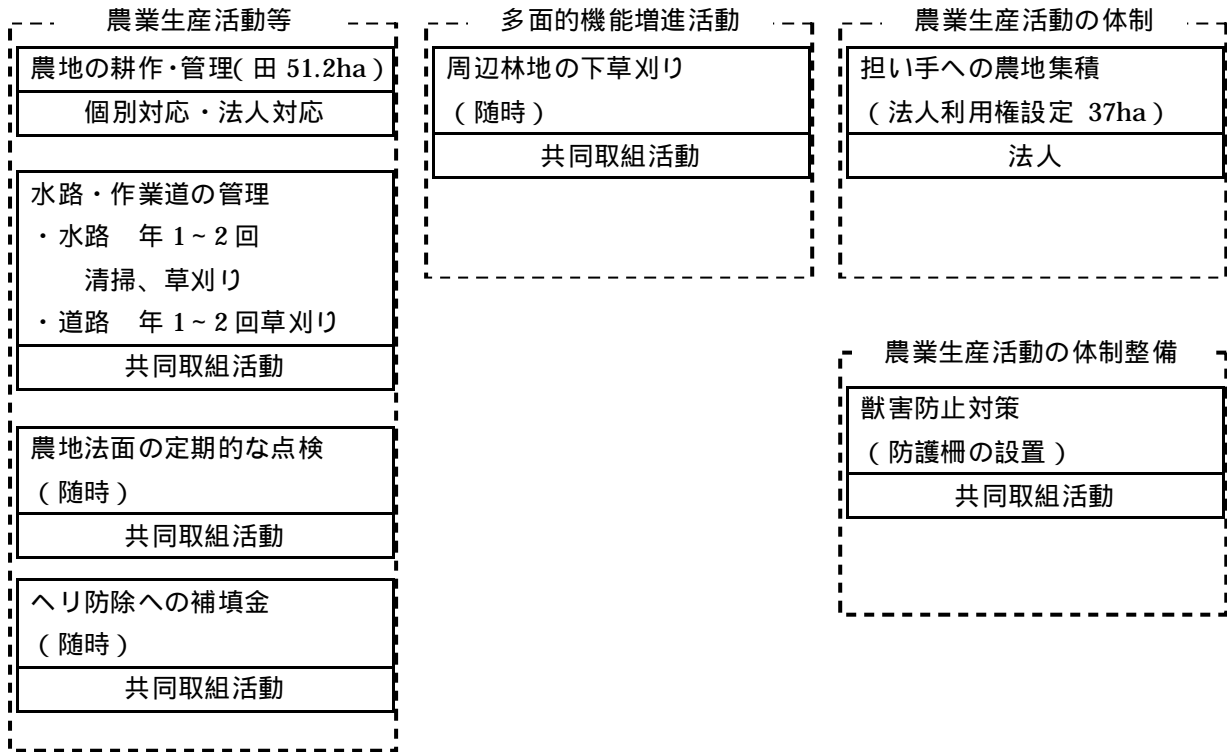 農業生産活動等
農地の耕作・管理(田 51.2ha)
個別対応・法人対応
水路・作業道の管理
・水路　年 1~2 回
清掃、草刈り
・道路　年 1~2 回草刈り
共同取組活動
農地法面の定期的な点検
(随時)
共同取組活動
ヘリ防除への補填金
(随時)
共同取組活動
多面的機能増進活動
周辺林地の下草刈り
(随時)
共同取組活動
農業生産活動の体制
担い手への農地集積
(法人利用権設定 37ha)
法人
農業生産活動の体制整備
獣害防止対策
(防護柵の設置)
共同取組活動